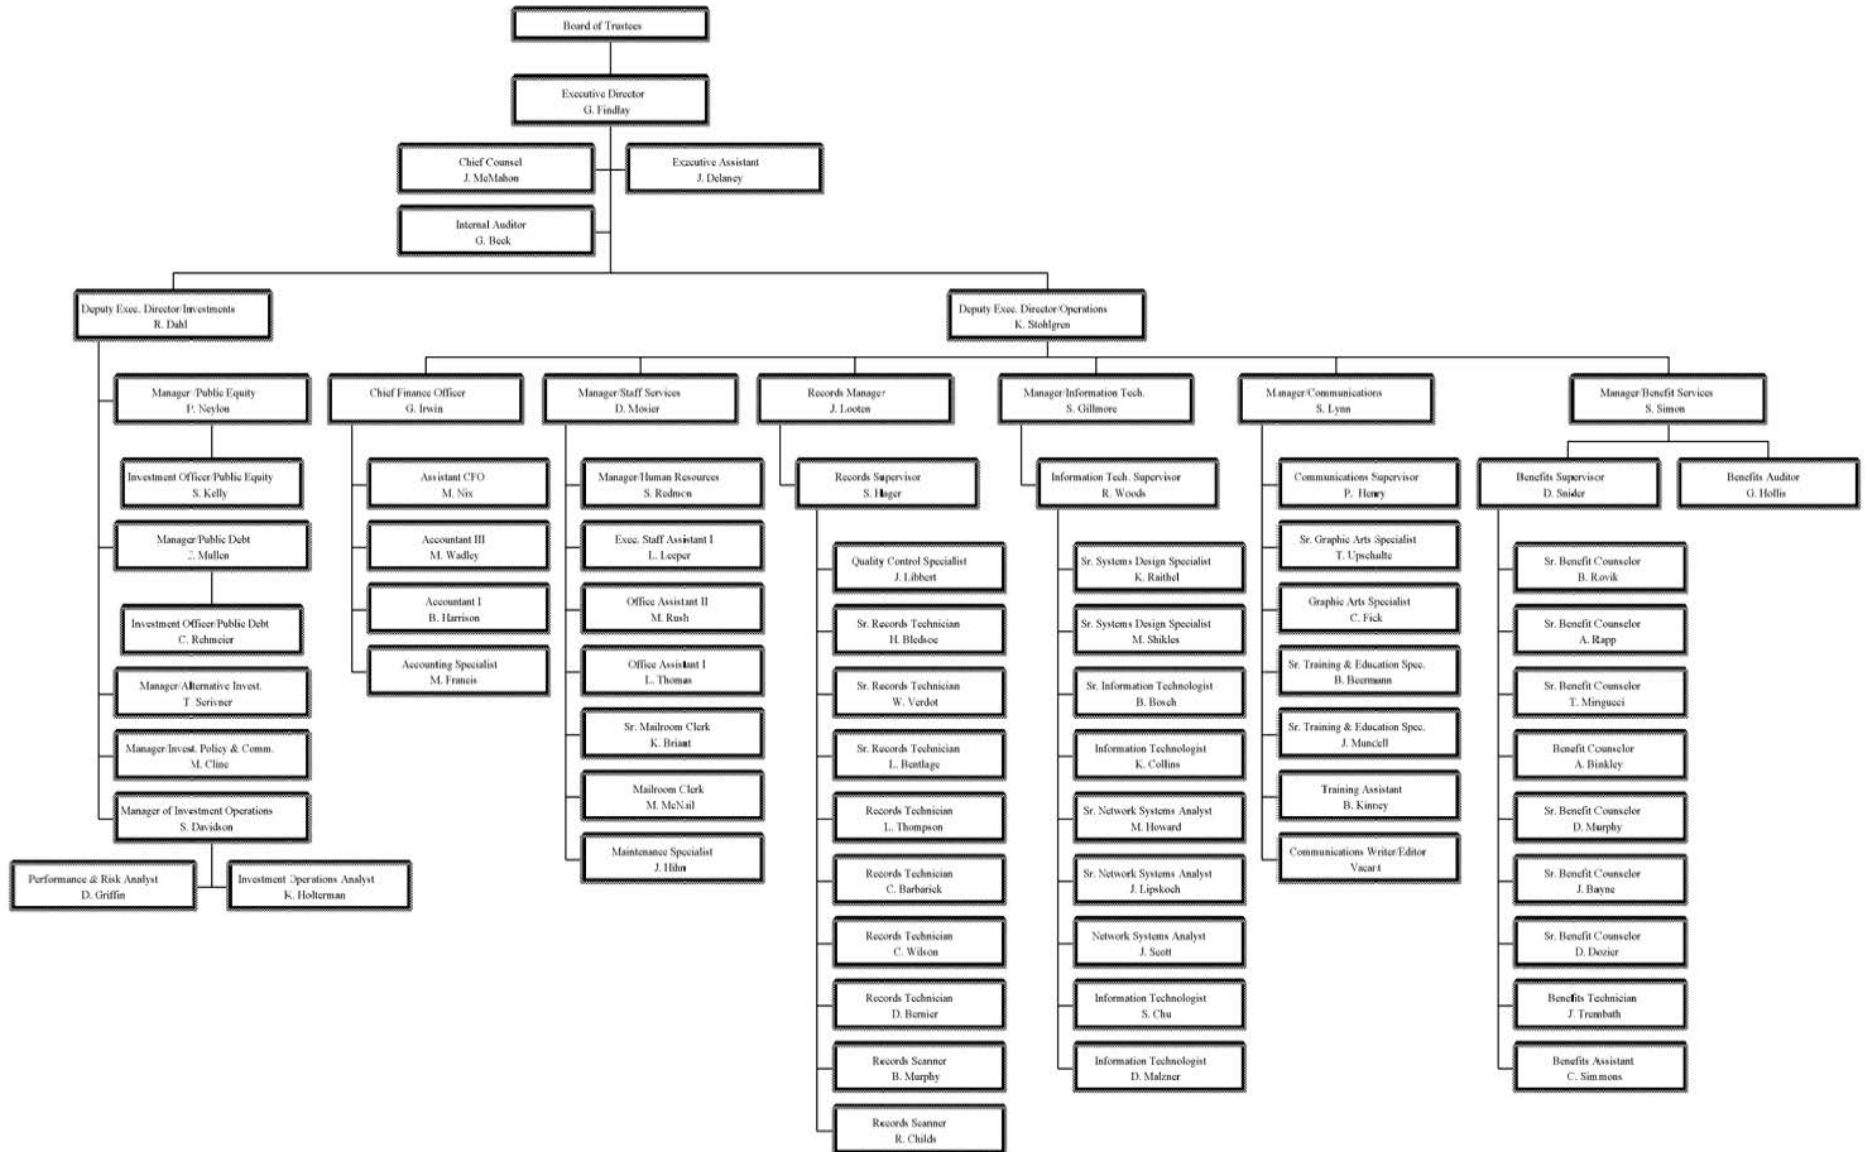 Board of Trustees
Executive Director
G. Findlay
Chief Counsel
J. McMahon
Executive Assistant
J. Delaney
Internal Auditor
G. Beck
Deputy Exec. Director/Investments
R. Dahl
Deputy Exec. Director/Operations
K. Stohlgren
Manager/Public Equity
P. Neylon
Investment Officer/Public Equity
S. Kelly
Manager/Public Debt
Mullen
Investment Officer/Public Debt
C. Rehmeier
Manager/Alternative Invest.
T. Scrivner
Manager/Invest. Policy & Comm.
M. Cline
Manager of Investment Operations
S. Davidson
Performance & Risk Analyst
D. Griffin
Investment Operations Analyst
K. Holterman
Chief Finance Officer
G. Irwin
Assistant CFO
M. Nix
Accountant III
M. Wadley
Accountant I
B. Harrison
Accounting Specialist
M. Francis
Manager/Staff Services
D. Mosier
Manager/Human Resources
S. Redmon
Exec. Staff Assistant I
L. Leeper
Office Assistant II
M. Rush
Office Assistant I
L. Thomas
Sr. Mailroom Clerk
K. Briant
Mailroom Clerk
M. McNail
Maintenance Specialist
J. Hihn
Records Manager
J. Looten
Records Supervisor
S. Hager
Quality Control Specialist
J. Libbert
Sr. Records Technician
H. Bledsoe
Sr. Records Technician
W. Verdot
Sr. Records Technician
L. Bentlage
Records Technician
L. Thompson
Records Technician
C. Barbarick
Records Technician
C. Wilson
Records Technician
D. Bernier
Records Scanner
B. Murphy
Records Scanner
R. Childs
Manager/Information Tech.
S. Gillmore
Information Tech. Supervisor
R. Woods
Sr. Systems Design Specialist
K. Raithel
Sr. Systems Design Specialist
M. Shikles
Sr. Information Technologist
B. Bosch
Information Technologist
K. Collins
Sr. Network Systems Analyst
M. Howard
Sr. Network Systems Analyst
J. Lipskoch
Network Systems Analyst
J. Scott
Information Technologist
S. Chu
Information Technologist
D. Malzner
Manager/Communications
S. Lynn
Communications Supervisor
P. Henry
Sr. Graphic Arts Specialist
T. Upschulte
Graphic Arts Specialist
C. Fick
Sr. Training & Education Spec.
B. Beermann
Sr. Training & Education Spec.
J. Mundell
Training Assistant
B. Kinney
Communications Writer/Editor
Vacant
Manager/Benefit Services
S. Simon
Benefits Supervisor
D. Snider
Benefits Auditor
G. Hollis
Sr. Benefit Counselor
B. Rovik
Sr. Benefit Counselor
A. Rapp
Sr. Benefit Counselor
T. Mingucci
Benefit Counselor
A. Binkley
Sr. Benefit Counselor
D. Murphy
Sr. Benefit Counselor
J. Bayne
Sr. Benefit Counselor
D. Dozier
Benefits Technician
J. Trembath
Benefits Assistant
C. Simmons